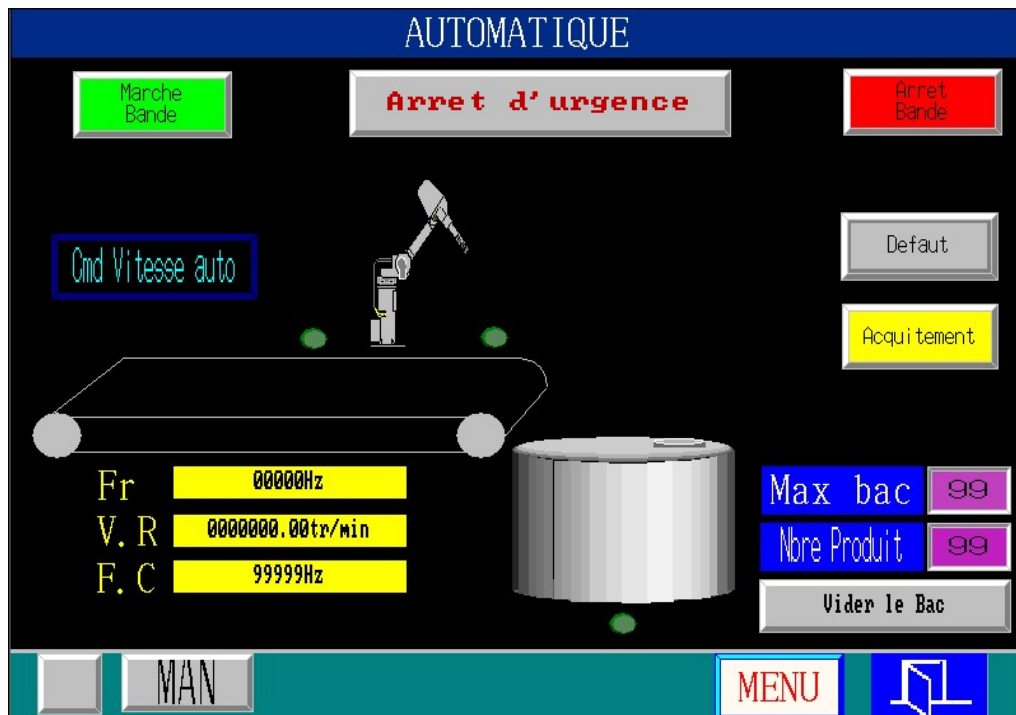 AUTOMATIQUE
Marche
Bande
Arret d'urgence
Arret
Bande
Cmd Vitesse auto
Defaut
Acquitement
Fr 00000Hz
V.R 0000000.00tr/min
F.C 99999Hz
Max bac 99
Nbre Produit 99
Vider le Bac
MAN
MENU